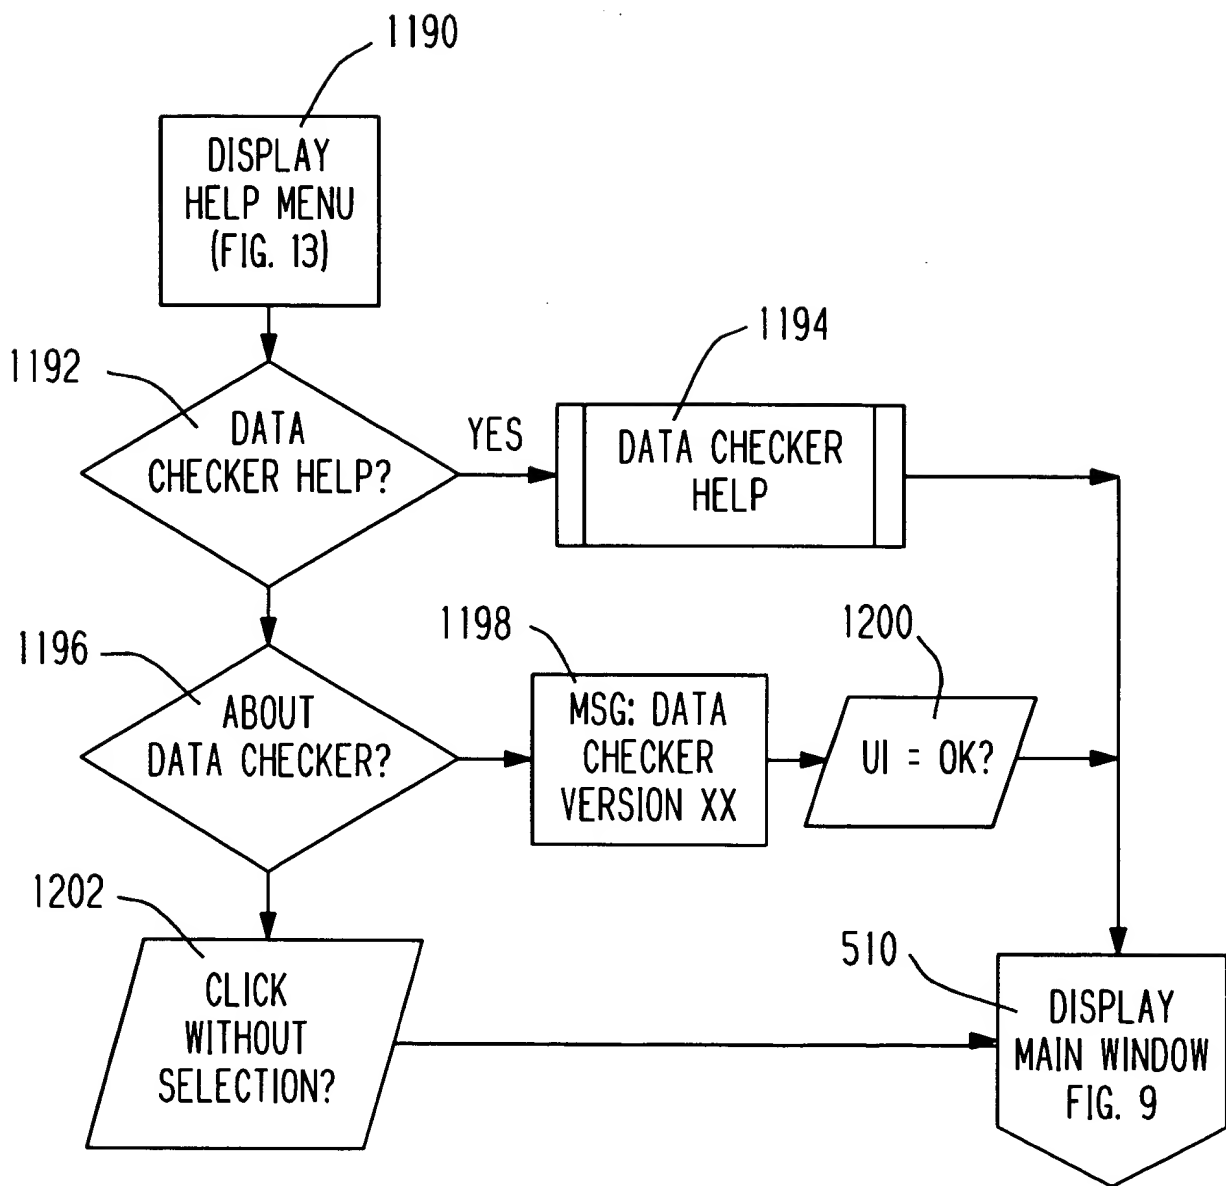 1190
DISPLAY
HELP MENU
(FIG. 13)
1192
DATA
CHECKER HELP?
YES
1194
DATA CHECKER
HELP
1196
ABOUT
DATA CHECKER?
1198
MSG: DATA
CHECKER
VERSION XX
1200
UI = OK?
1202
CLICK
WITHOUT
SELECTION?
510
DISPLAY
MAIN WINDOW
FIG. 9